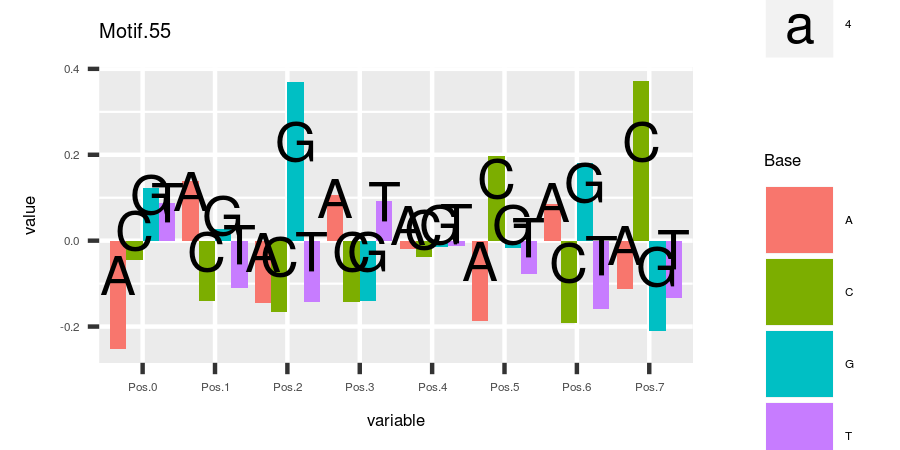 Motif.55
a 4
0.4
0.2
0.0
-0.2
value
A C G T A C G T A C G T A C G T A C G T A C G T A C G T A C G T
Pos.0 Pos.1 Pos.2 Pos.3 Pos.4 Pos.5 Pos.6 Pos.7
variable
Base
A
C
G
T